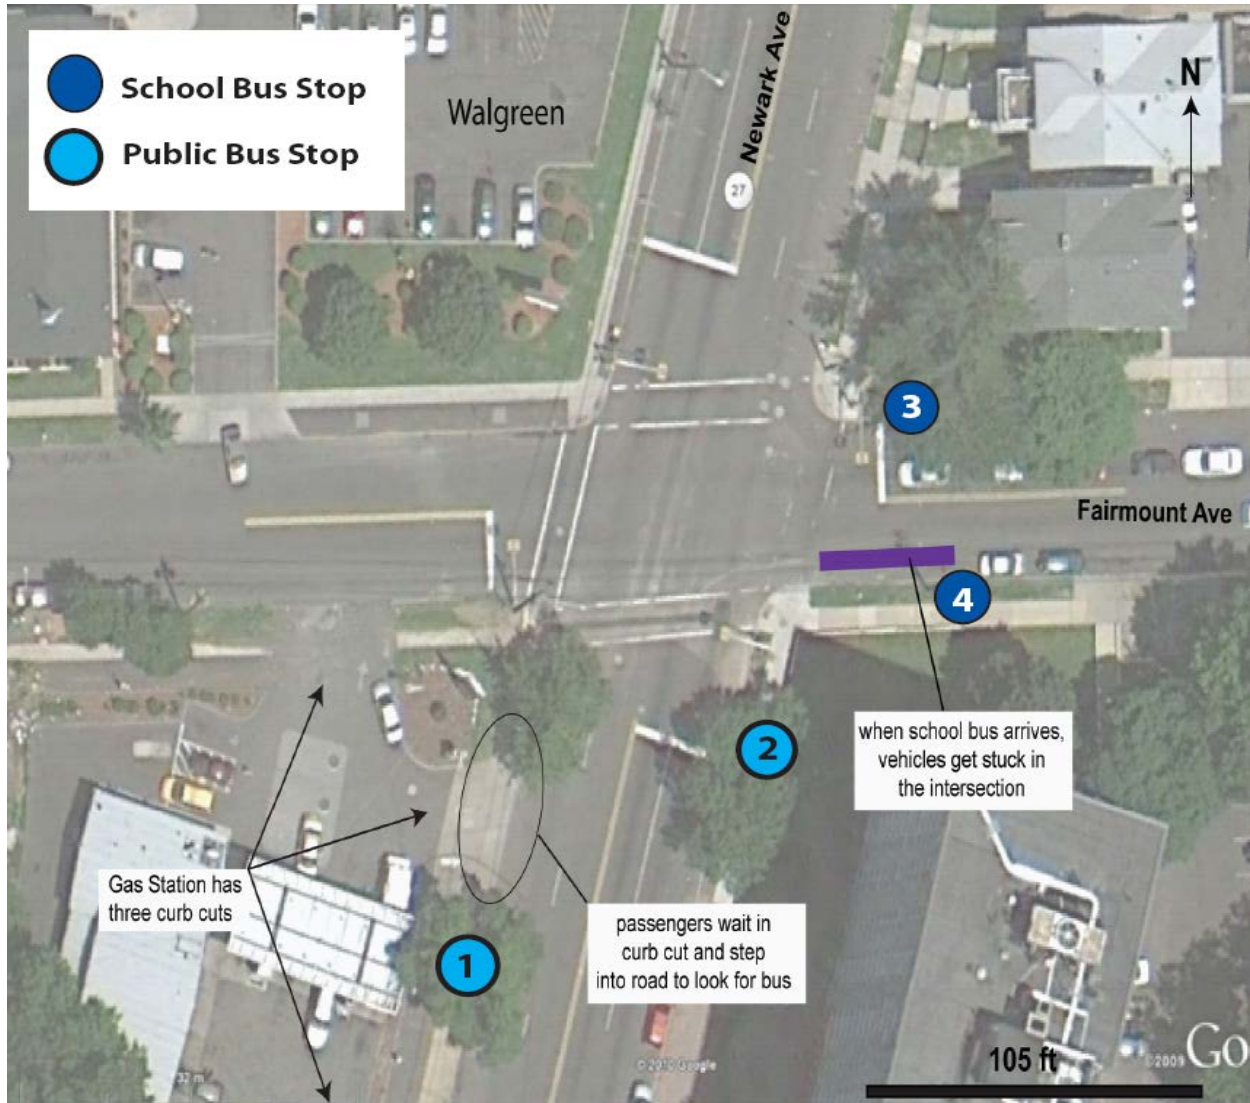 School Bus Stop
Public Bus Stop
Walgreen
Newark Ave
27
N
3
Fairmount Ave
4
2
when school bus arrives,
vehicles get stuck in
the intersection
Gas Station has
three curb cuts
passengers wait in
curb cut and step
into road to look for bus
1
105 ft
©2009 Go
© 2010 Google
32 m